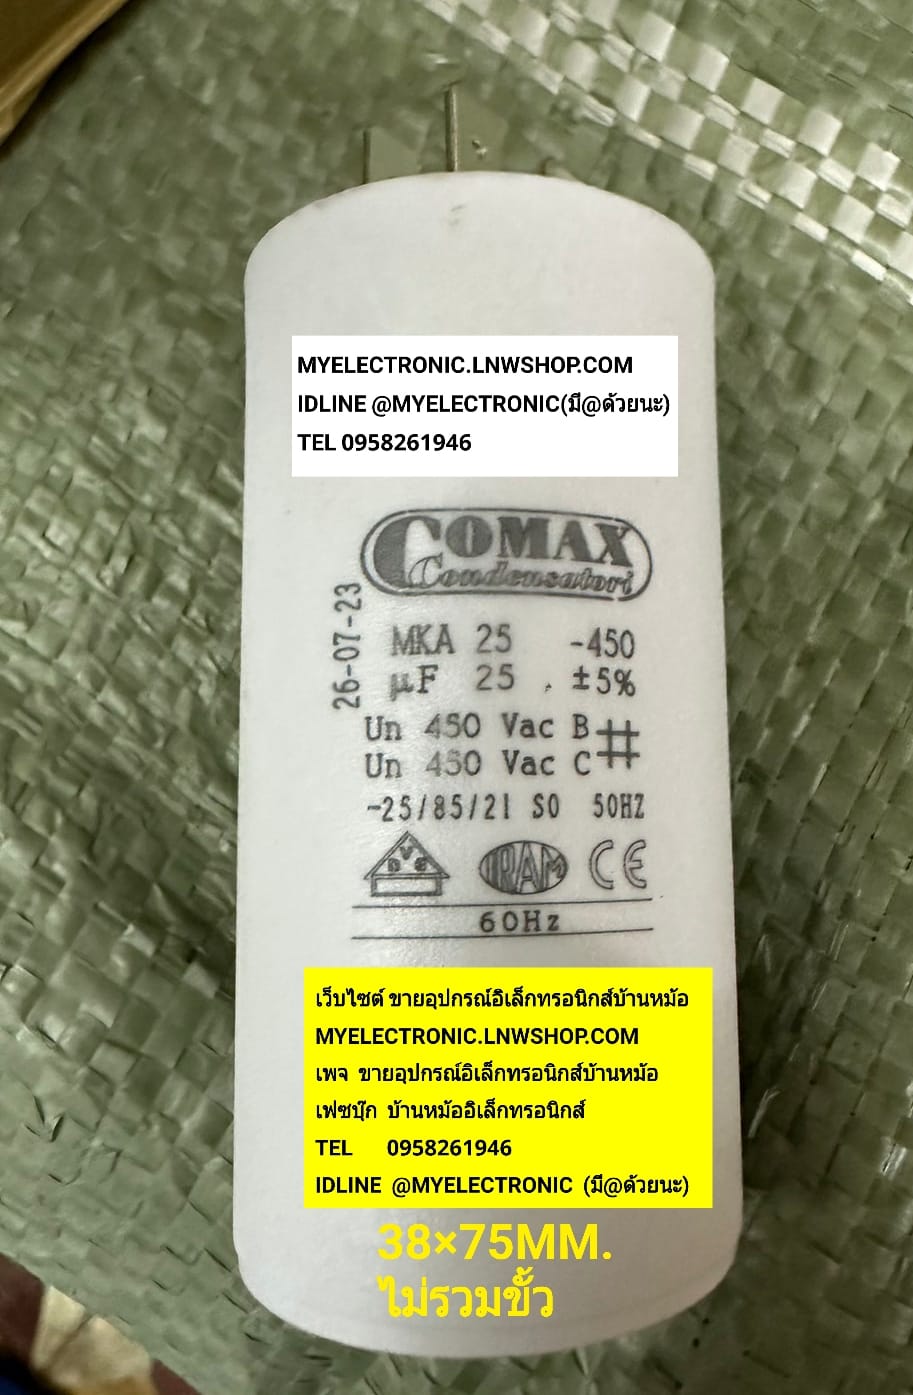 MYELECTRONIC.LNWSHOP.COM
IDLINE @MYELECTRONIC(มี@ด้วยนะ)
TEL 0958261946
COMAX
Condensatori
26-07-23
MKA 25 -450
µF 25 ±5%
Un 450 Vac B
Un 450 Vac C
-25/85/21 S0 50HZ
DVE IRAM CE
60Hz
เว็บไซต์ ขายอุปกรณ์อิเล็กทรอนิกส์บ้านหม้อ
MYELECTRONIC.LNWSHOP.COM
เพจ ขายอุปกรณ์อิเล็กทรอนิกส์บ้านหม้อ
เฟซบุ๊ก บ้านหม้ออิเล็กทรอนิกส์
TEL 0958261946
IDLINE @MYELECTRONIC (มี@ด้วยนะ)
38×75MM.
ไม่รวมขั้ว